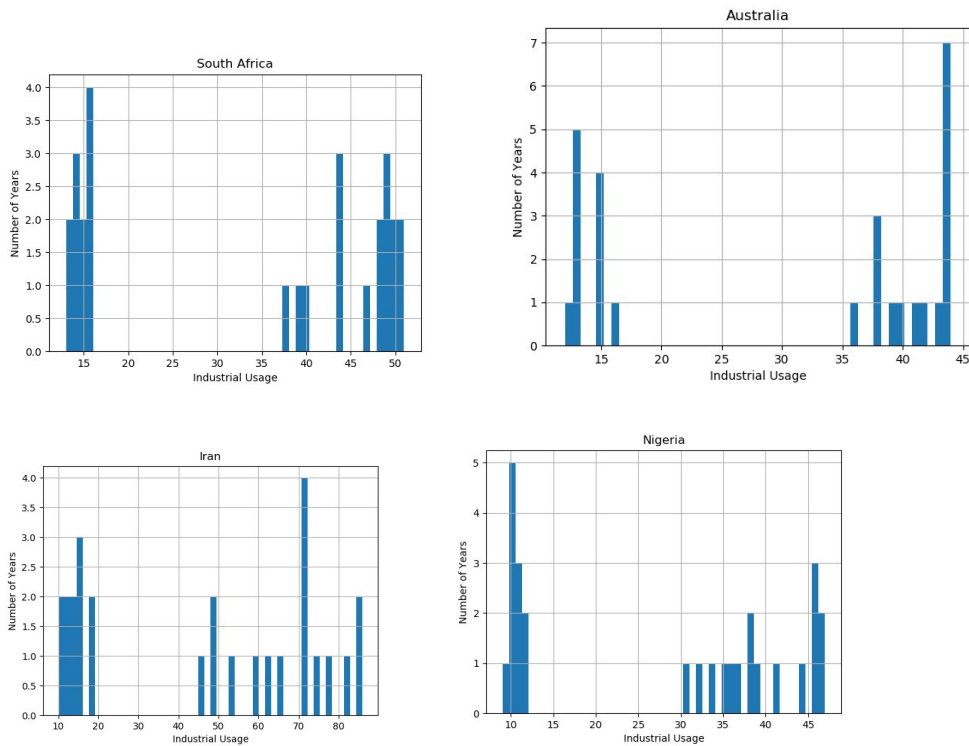 South Africa
4.0
3.5
3.0
2.5
2.0
1.5
1.0
0.5
0.0
Number of Years
15 20 25 30 35 40 45 50
Industrial Usage
Australia
7
6
5
4
3
2
1
0
Number of Years
15 20 25 30 35 40 45
Industrial Usage
Iran
4.0
3.5
3.0
2.5
2.0
1.5
1.0
0.5
0.0
Number of Years
10 20 30 40 50 60 70 80
Industrial Usage
Nigeria
5
4
3
2
1
0
Number of Years
10 15 20 25 30 35 40 45
Industrial Usage